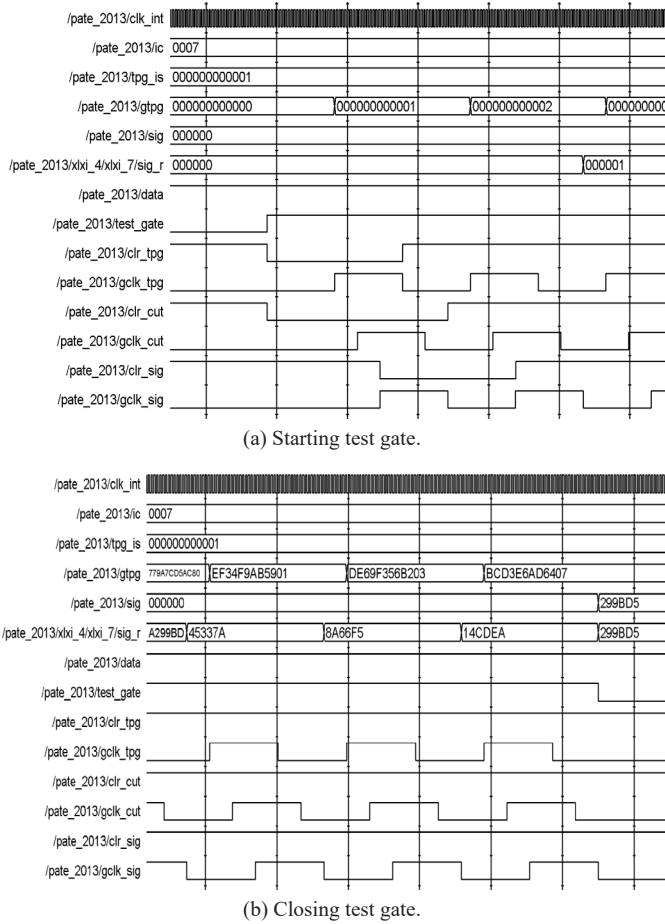 /pate_2013/clk_int
/pate_2013/ic 0007
/pate_2013/tpg_is 000000000001
/pate_2013/gtpg 000000000000 000000000001 000000000002 000000000
/pate_2013/sig 000000
/pate_2013/xlxi_4/xlxi_7/sig_r 000000 000001
/pate_2013/data
/pate_2013/test_gate
/pate_2013/clr_tpg
/pate_2013/gclk_tpg
/pate_2013/clr_cut
/pate_2013/gclk_cut
/pate_2013/clr_sig
/pate_2013/gclk_sig
(a) Starting test gate.
/pate_2013/clk_int
/pate_2013/ic 0007
/pate_2013/tpg_is 000000000001
/pate_2013/gtpg 779A7CD5AC80 EF34F9AB5901 DE69F356B203 BCD3E6AD6407
/pate_2013/sig 000000 299BD5
/pate_2013/xlxi_4/xlxi_7/sig_r A299BD 45337A 8A66F5 14CDEA 299BD5
/pate_2013/data
/pate_2013/test_gate
/pate_2013/clr_tpg
/pate_2013/gclk_tpg
/pate_2013/clr_cut
/pate_2013/gclk_cut
/pate_2013/clr_sig
/pate_2013/gclk_sig
(b) Closing test gate.